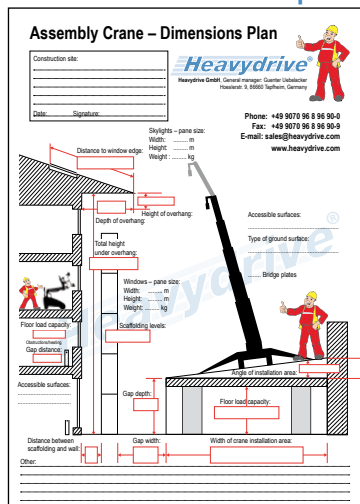 Assembly Crane – Dimensions Plan
Construction site:
Date: Signature:
Heavydrive®
Heavydrive GmbH, General manager: Guenter Uebelacker
Hosslerstr. 9, 86660 Tapfheim, Germany
Phone: +49 9070 96 8 96 90-0
Fax: +49 9070 96 8 96 90-9
E-mail: sales@heavydrive.com
www.heavydrive.com
Skylights – pane size:
Width: ......... m
Height: ......... m
Weight : ......... kg
Distance to window edge:
Height of overhang:
Depth of overhang:
Accessible surfaces:
Type of ground surface:
........ Bridge plates
Total height
under overhang:
Windows – pane size:
Width: ......... m
Height: ......... m
Weight: ......... kg
Scaffolding levels:
Heavydrive®
Floor load capacity:
Obstruction/heating:
Gap distance:
Accessible surfaces:
Angle of installation area:
Gap depth:
Floor load capacity:
Distance between
scaffolding and wall:
Gap width:
Width of crane installation area:
Other: